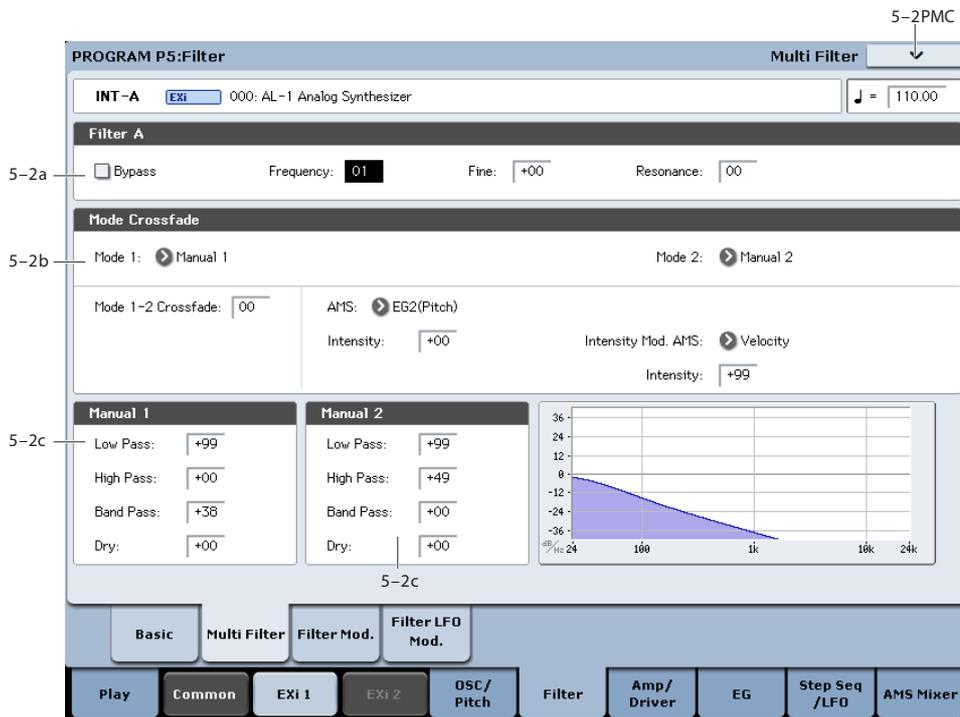 5–2PMC
PROGRAM P5:Filter Multi Filter
INT-A EXi 000: AL-1 Analog Synthesizer ♩ = 110.00
Filter A
5–2a Bypass Frequency: 01 Fine: +00 Resonance: 00
Mode Crossfade
5–2b Mode 1: Manual 1 Mode 2: Manual 2
Mode 1-2 Crossfade: 00 AMS: EG2(Pitch)
Intensity: +00 Intensity Mod. AMS: Velocity
Intensity: +99
Manual 1 Manual 2
5–2c Low Pass: +99 Low Pass: +99
High Pass: +00 High Pass: +49
Band Pass: +38 Band Pass: +00
Dry: +00 Dry: +00
36
24
12
0
-12
-24
-36
dB/Hz 24 100 1k 10k 24k
5–2c
Basic Multi Filter Filter Mod. Filter LFO
Mod.
Play Common EXi 1 EXi 2 OSC/
Pitch Filter Amp/
Driver EG Step Seq
/LFO AMS Mixer